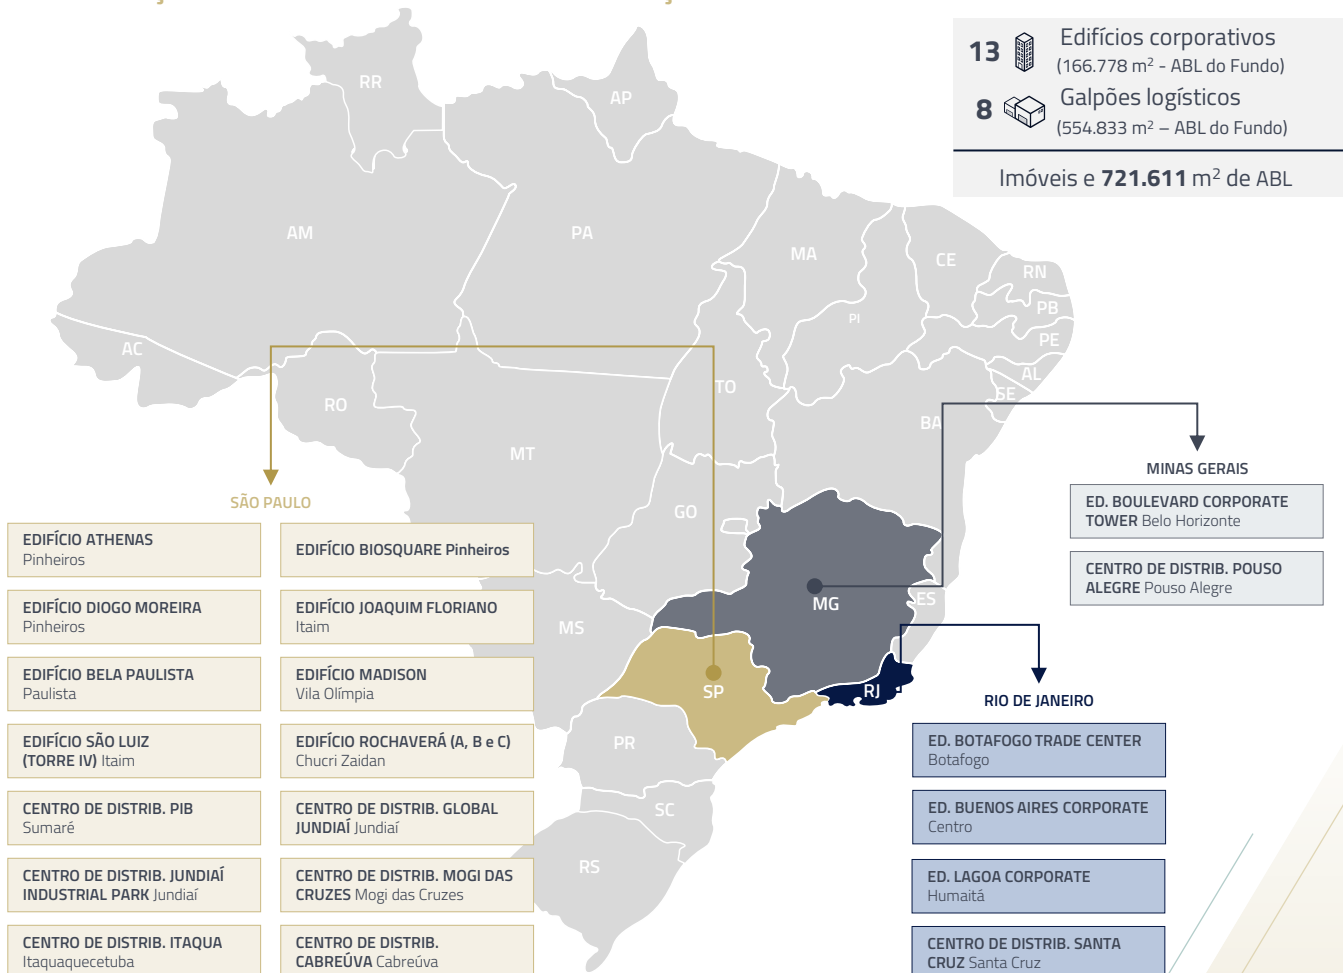 13
Edifícios corporativos
(166.778 m² - ABL do Fundo)
8
Galpões logísticos
(554.833 m² – ABL do Fundo)
Imóveis e 721.611 m² de ABL
RR
AP
AM
PA
MA
CE
RN
PB
PI
PE
AC
AL
TO
SE
RO
BA
MT
GO
MG
ES
MS
SP
RJ
PR
SC
RS
SÃO PAULO
EDIFÍCIO ATHENAS
Pinheiros
EDIFÍCIO BIOSQUARE Pinheiros
EDIFÍCIO DIOGO MOREIRA
Pinheiros
EDIFÍCIO JOAQUIM FLORIANO
Itaim
EDIFÍCIO BELA PAULISTA
Paulista
EDIFÍCIO MADISON
Vila Olímpia
EDIFÍCIO SÃO LUIZ
(TORRE IV) Itaim
EDIFÍCIO ROCHAVERÁ (A, B e C)
Chucri Zaidan
CENTRO DE DISTRIB. PIB
Sumaré
CENTRO DE DISTRIB. GLOBAL
JUNDIAÍ Jundiaí
CENTRO DE DISTRIB. JUNDIAÍ
INDUSTRIAL PARK Jundiaí
CENTRO DE DISTRIB. MOGI DAS
CRUZES Mogi das Cruzes
CENTRO DE DISTRIB. ITAQUA
Itaquaquecetuba
CENTRO DE DISTRIB.
CABREÚVA Cabreúva
MINAS GERAIS
ED. BOULEVARD CORPORATE
TOWER Belo Horizonte
CENTRO DE DISTRIB. POUSO
ALEGRE Pouso Alegre
RIO DE JANEIRO
ED. BOTAFOGO TRADE CENTER
Botafogo
ED. BUENOS AIRES CORPORATE
Centro
ED. LAGOA CORPORATE
Humaitá
CENTRO DE DISTRIB. SANTA
CRUZ Santa Cruz